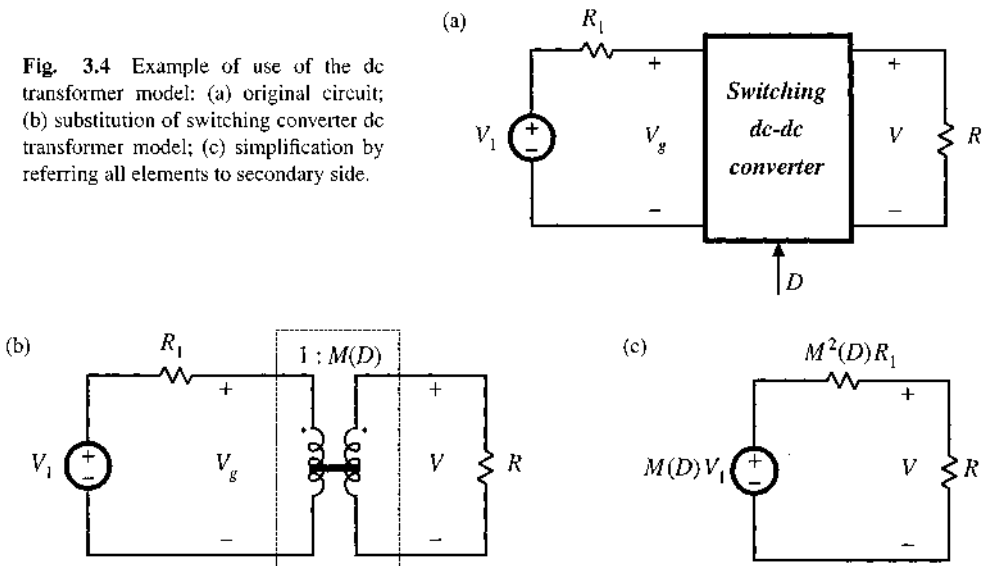 Fig. 3.4 Example of use of the dc
transformer model: (a) original circuit;
(b) substitution of switching converter dc
transformer model; (c) simplification by
referring all elements to secondary side.
(a)
R1
+
+
V1
+
−
Vg
Switching
dc-dc
converter
V
R
−
−
D
(b)
R1
1 : M(D)
+
+
V1
+
−
Vg
V
R
−
−
(c)
M²(D)R1
+
M(D)V1
+
−
V
R
−